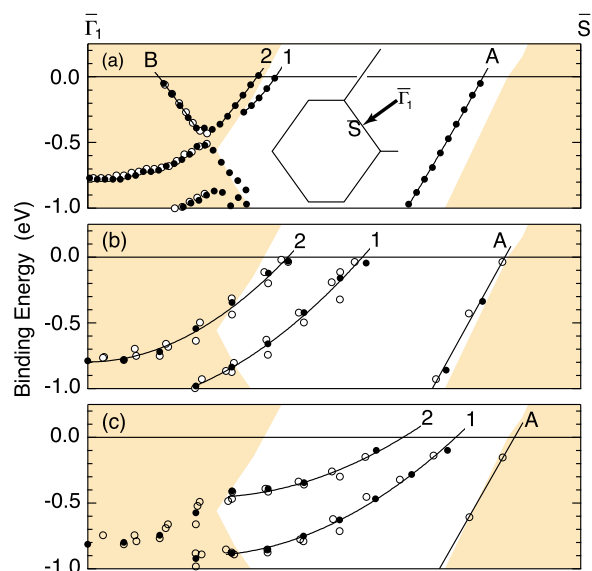 Γ̅₁ S̅
(a) B 2 1 A
0.0
Γ̅₁
S̅
-0.5
-1.0
(b) 2 1 A
0.0
-0.5
-1.0
(c) 2 1 A
0.0
-0.5
-1.0
Binding Energy (eV)